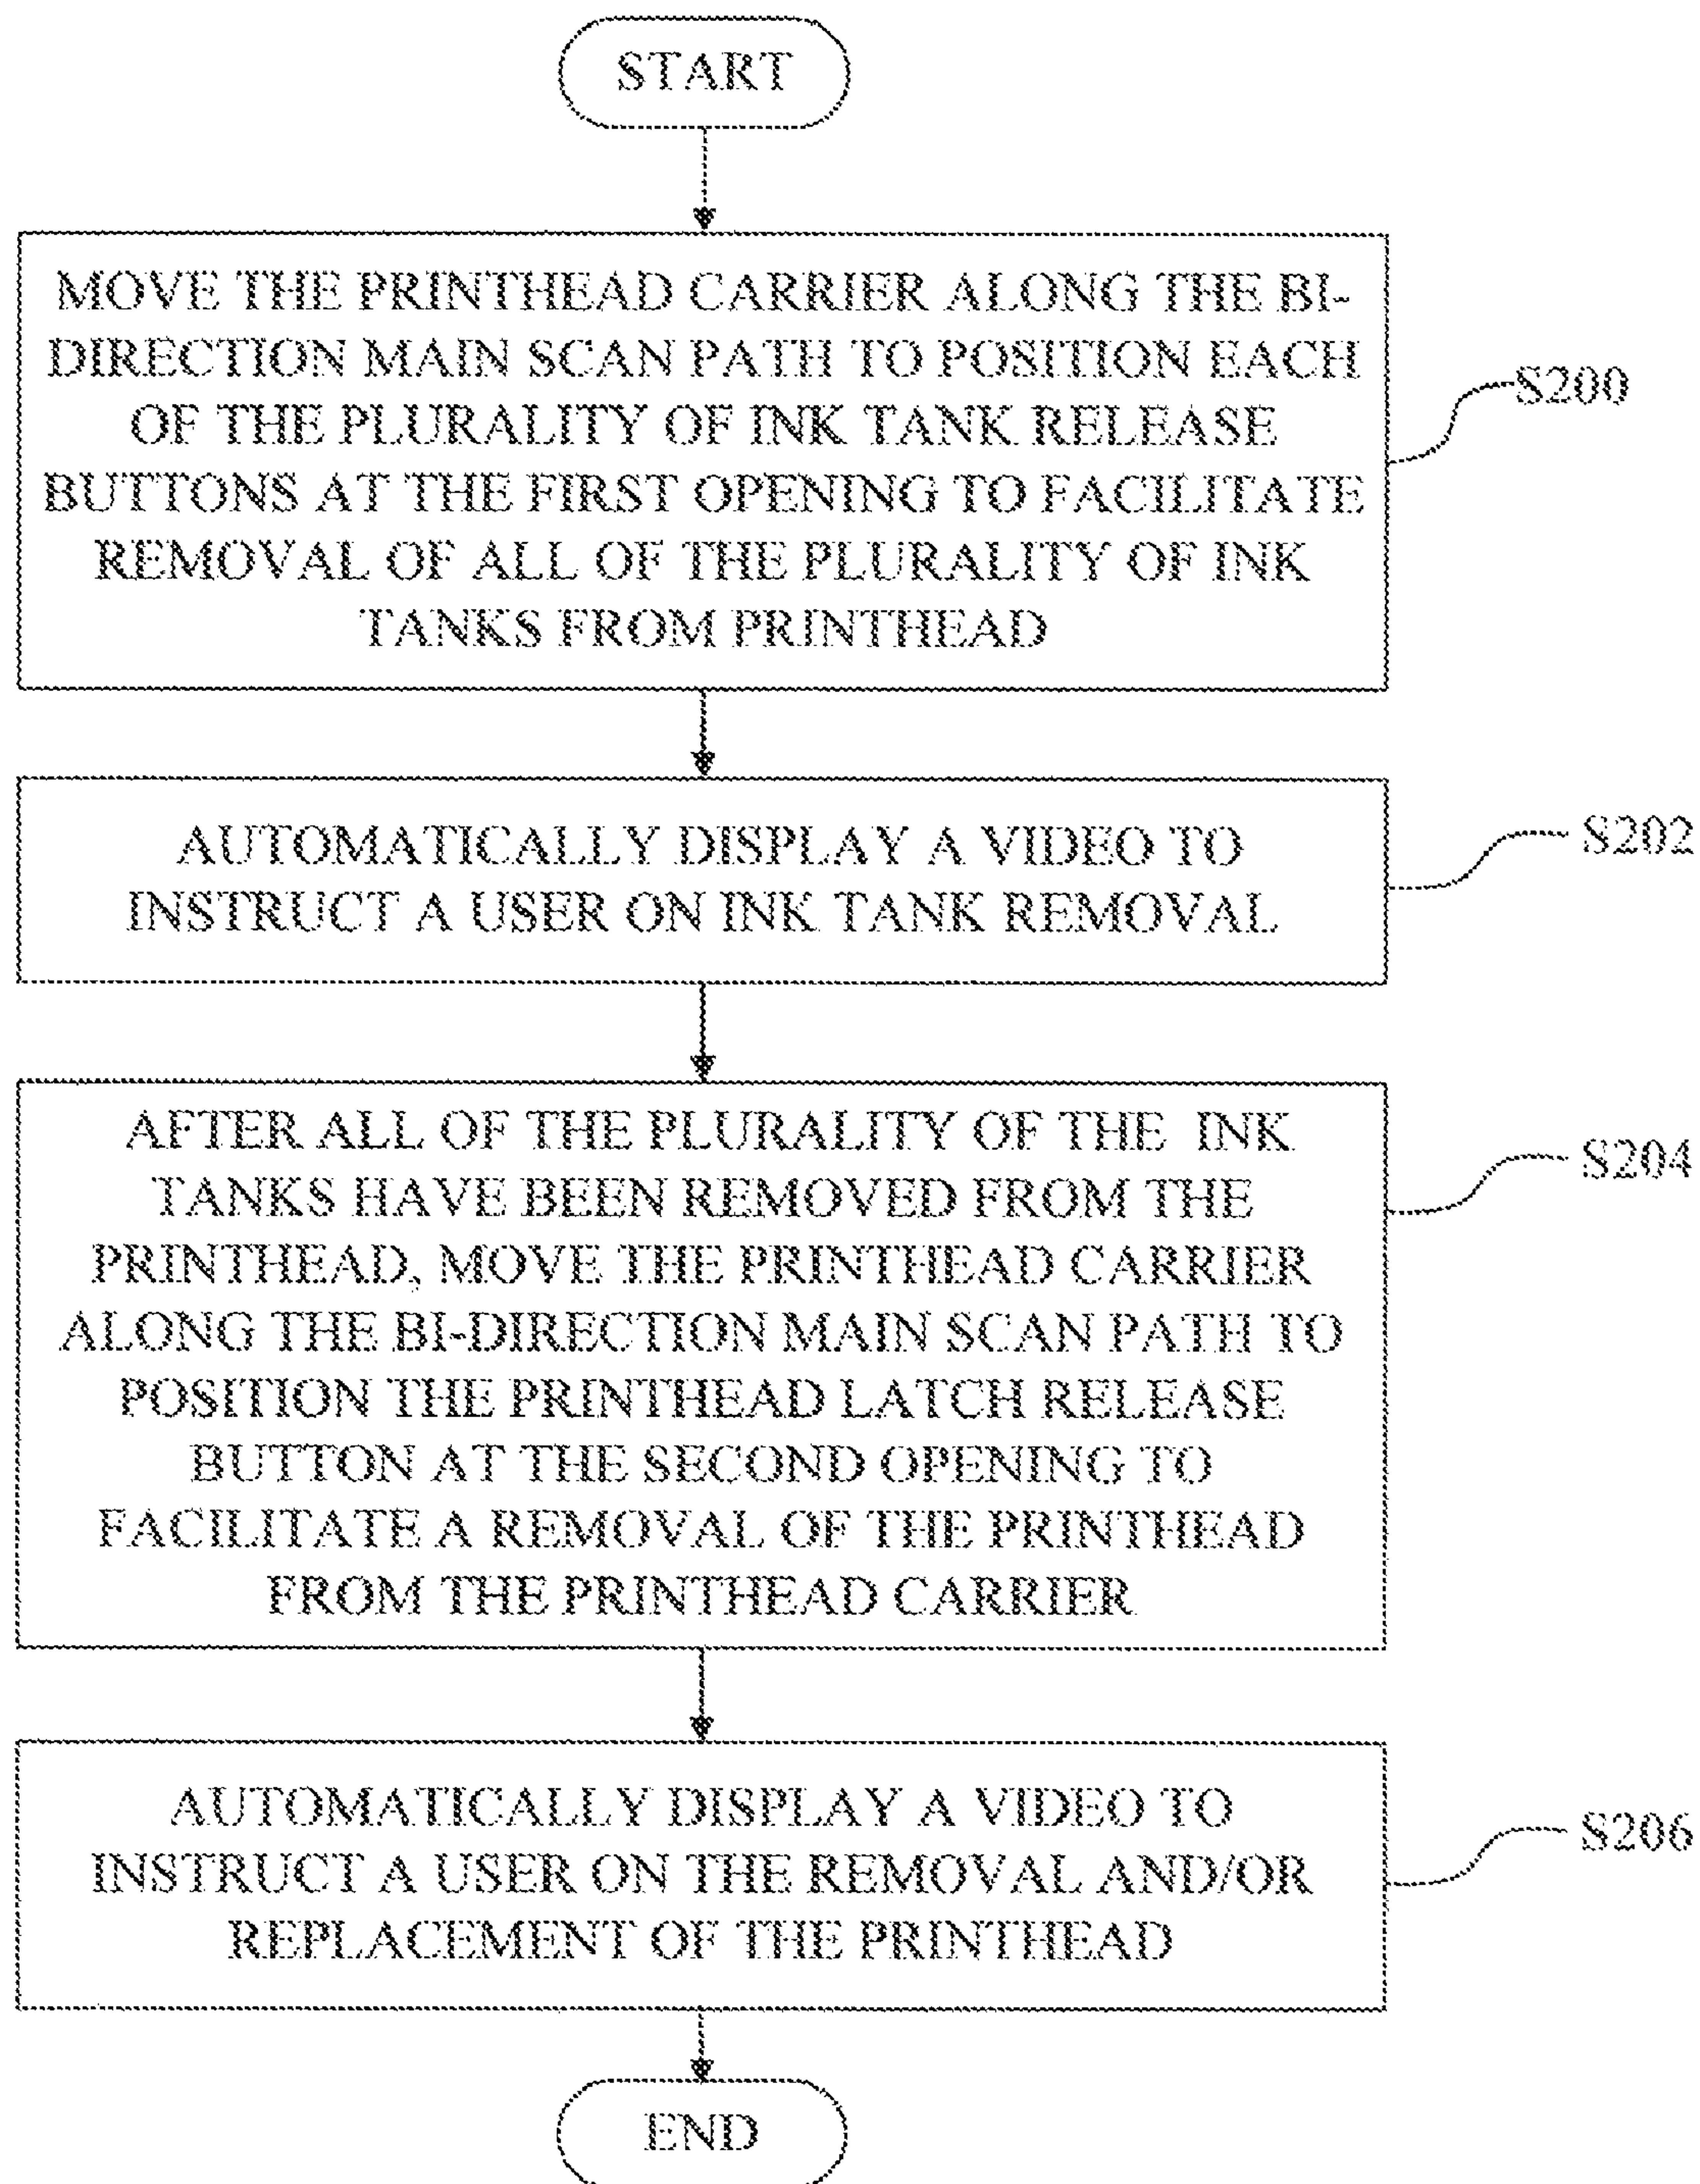 START
MOVE THE PRINTHEAD CARRIER ALONG THE BI-
DIRECTION MAIN SCAN PATH TO POSITION EACH
OF THE PLURALITY OF INK TANK RELEASE
BUTTONS AT THE FIRST OPENING TO FACILITATE
REMOVAL OF ALL OF THE PLURALITY OF INK
TANKS FROM PRINTHEAD
S200
AUTOMATICALLY DISPLAY A VIDEO TO
INSTRUCT A USER ON INK TANK REMOVAL
S202
AFTER ALL OF THE PLURALITY OF THE INK
TANKS HAVE BEEN REMOVED FROM THE
PRINTHEAD, MOVE THE PRINTHEAD CARRIER
ALONG THE BI-DIRECTION MAIN SCAN PATH TO
POSITION THE PRINTHEAD LATCH RELEASE
BUTTON AT THE SECOND OPENING TO
FACILITATE A REMOVAL OF THE PRINTHEAD
FROM THE PRINTHEAD CARRIER
S204
AUTOMATICALLY DISPLAY A VIDEO TO
INSTRUCT A USER ON THE REMOVAL AND/OR
REPLACEMENT OF THE PRINTHEAD
S206
END